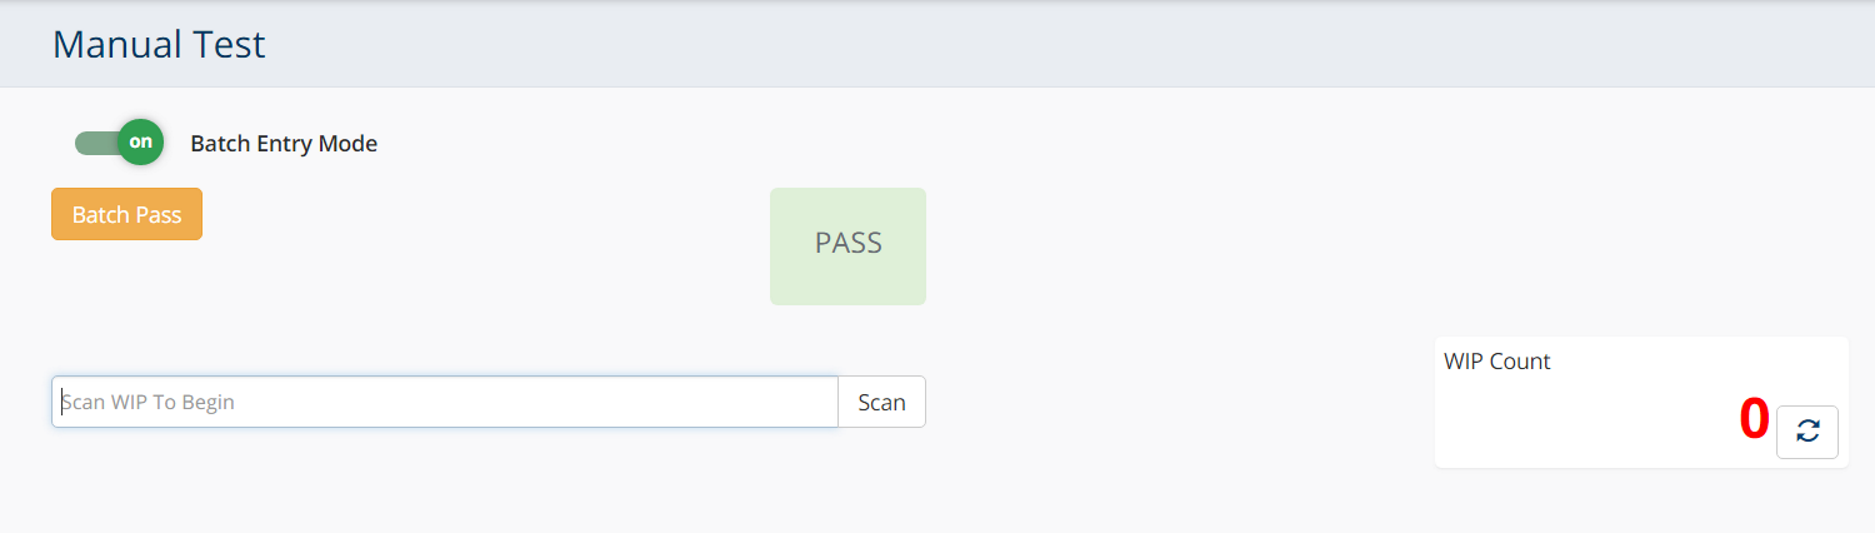 Manual Test
on
Batch Entry Mode
Batch Pass
PASS
Scan WIP To Begin
Scan
WIP Count
0